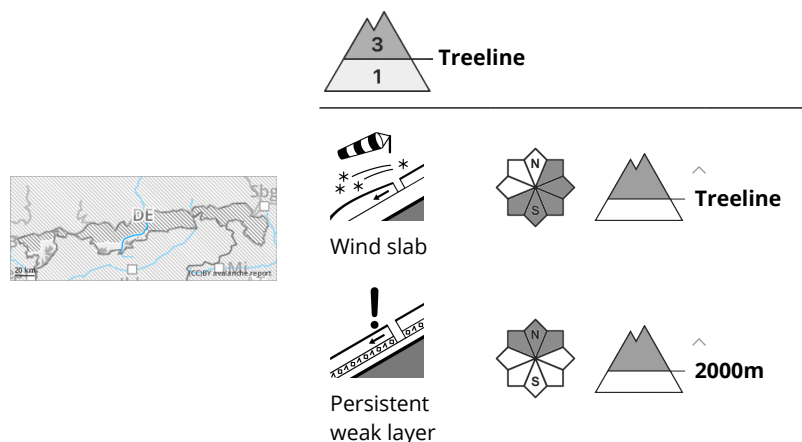 3
Treeline
1
N
S
Treeline
Wind slab
Sbg
DE
Mi
20 km
(CC)BY avalanche.report
N
S
2000m
Persistent
weak layer